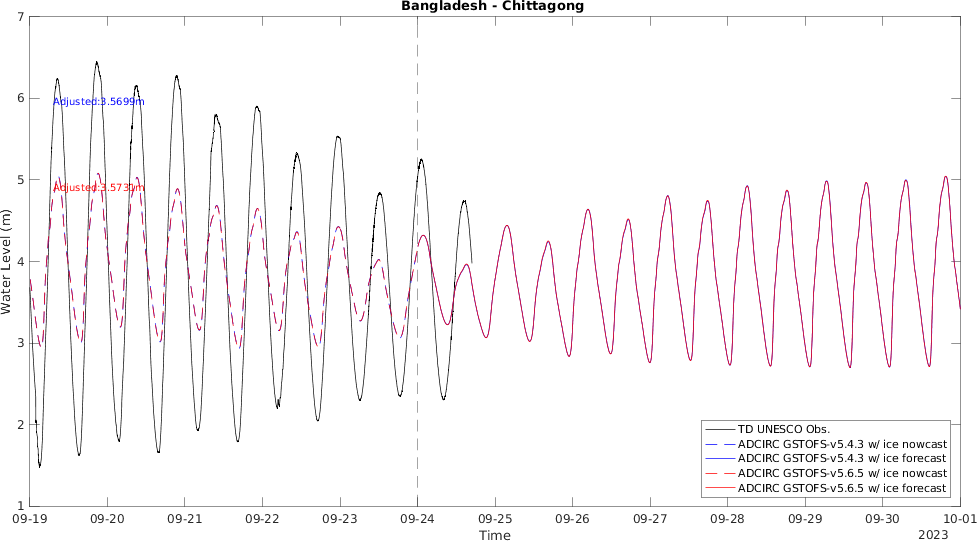 Bangladesh - Chittagong
7
6
5
4
3
2
1
Water Level (m)
Adjusted:3.5699m
Adjusted:3.573
TD UNESCO Obs.
ADCIRC GSTOFS-v5.4.3 w/ ice nowcast
ADCIRC GSTOFS-v5.4.3 w/ ice forecast
ADCIRC GSTOFS-v5.6.5 w/ ice nowcast
ADCIRC GSTOFS-v5.6.5 w/ ice forecast
09-19 09-20 09-21 09-22 09-23 09-24 09-25 09-26 09-27 09-28 09-29 09-30 10-01
Time
2023